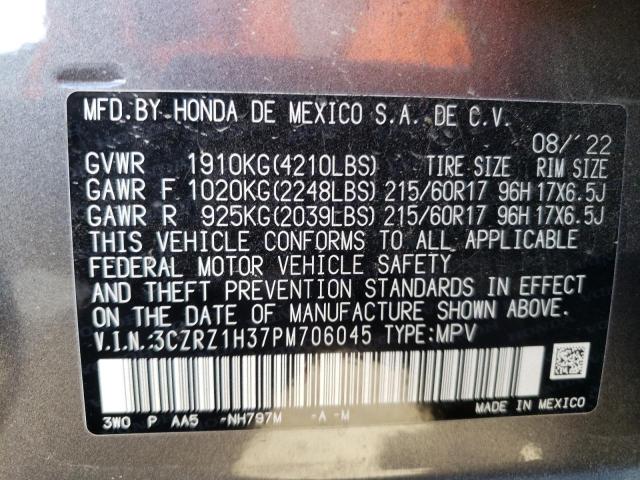 MFD.BY HONDA DE MEXICO S.A. DE C.V.
08/'22
GVWR 1910KG(4210LBS) TIRE SIZE RIM SIZE
GAWR F 1020KG(2248LBS) 215/60R17 96H 17X6.5J
GAWR R 925KG(2039LBS) 215/60R17 96H 17X6.5J
THIS VEHICLE CONFORMS TO ALL APPLICABLE
FEDERAL MOTOR VEHICLE SAFETY
AND THEFT PREVENTION STANDARDS IN EFFECT
ON THE DATE OF MANUFACTURE SHOWN ABOVE.
V.I.N.:3CZRZ1H37PM706045 TYPE:MPV
3W0 P AA5 -NH797M -A -M
MADE IN MEXICO